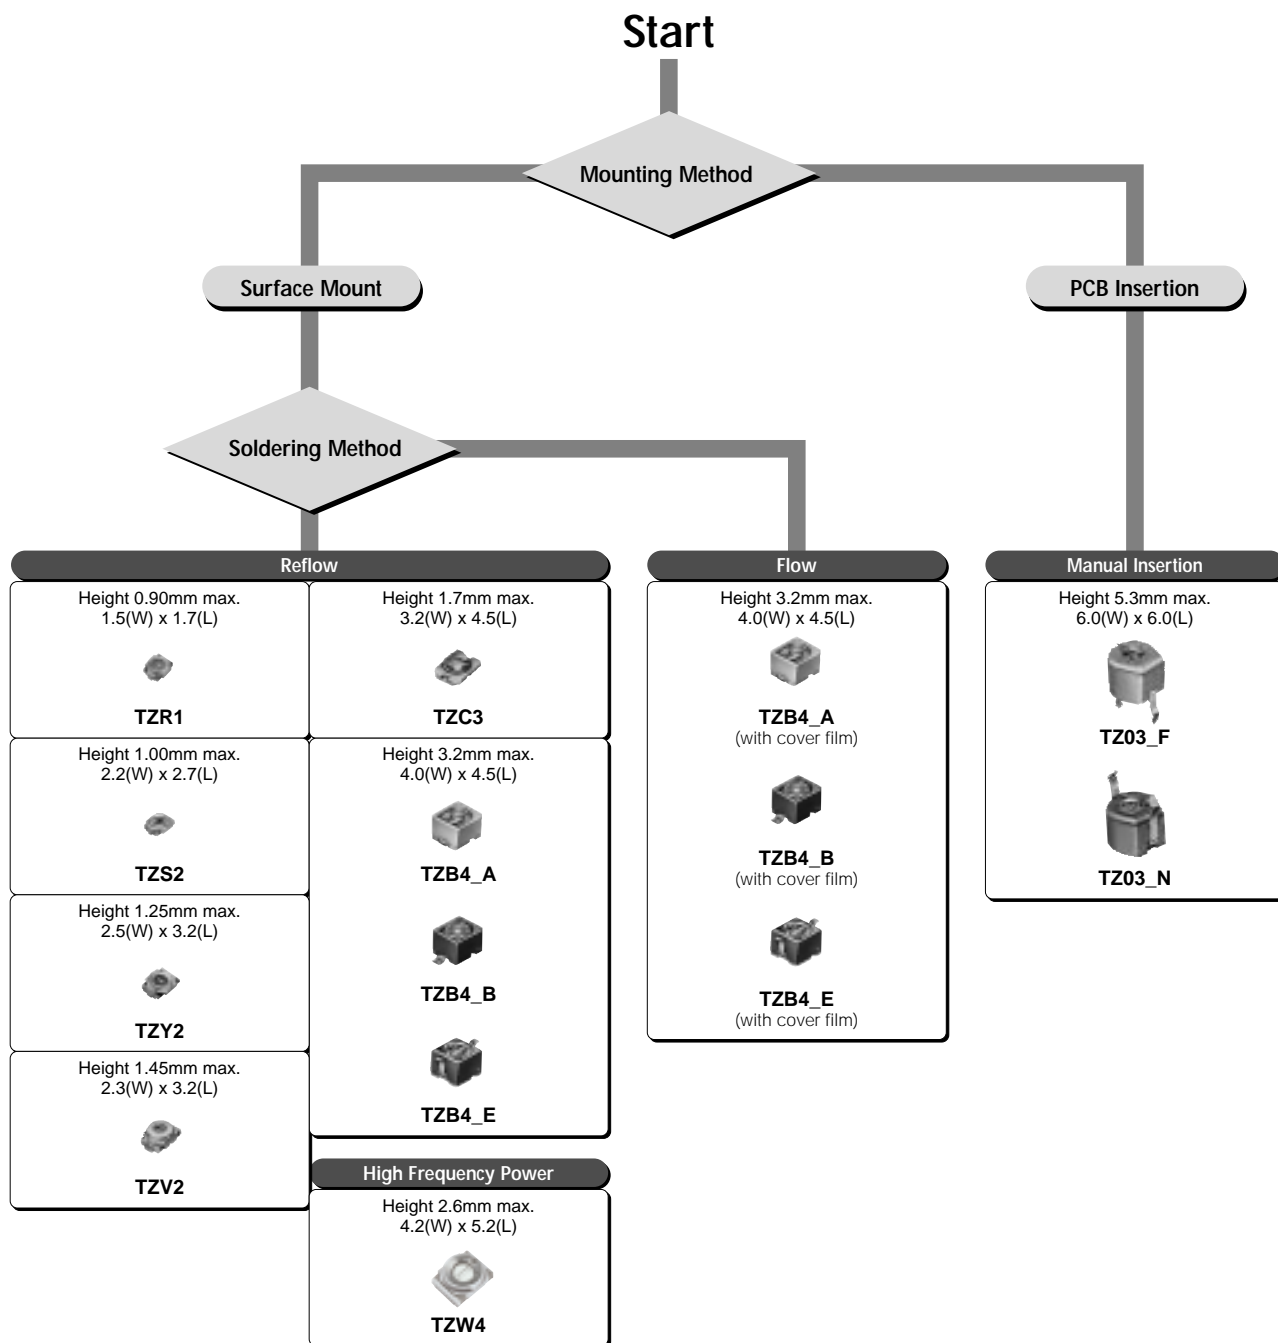 Start
Mounting Method
Surface Mount
PCB Insertion
Soldering Method
Reflow
Height 0.90mm max.
1.5(W) x 1.7(L)
TZR1
Height 1.7mm max.
3.2(W) x 4.5(L)
TZC3
Height 1.00mm max.
2.2(W) x 2.7(L)
TZS2
Height 3.2mm max.
4.0(W) x 4.5(L)
TZB4_A
TZB4_B
TZB4_E
Height 1.25mm max.
2.5(W) x 3.2(L)
TZY2
Height 1.45mm max.
2.3(W) x 3.2(L)
TZV2
High Frequency Power
Height 2.6mm max.
4.2(W) x 5.2(L)
TZW4
Flow
Height 3.2mm max.
4.0(W) x 4.5(L)
TZB4_A
(with cover film)
TZB4_B
(with cover film)
TZB4_E
(with cover film)
Manual Insertion
Height 5.3mm max.
6.0(W) x 6.0(L)
TZ03_F
TZ03_N